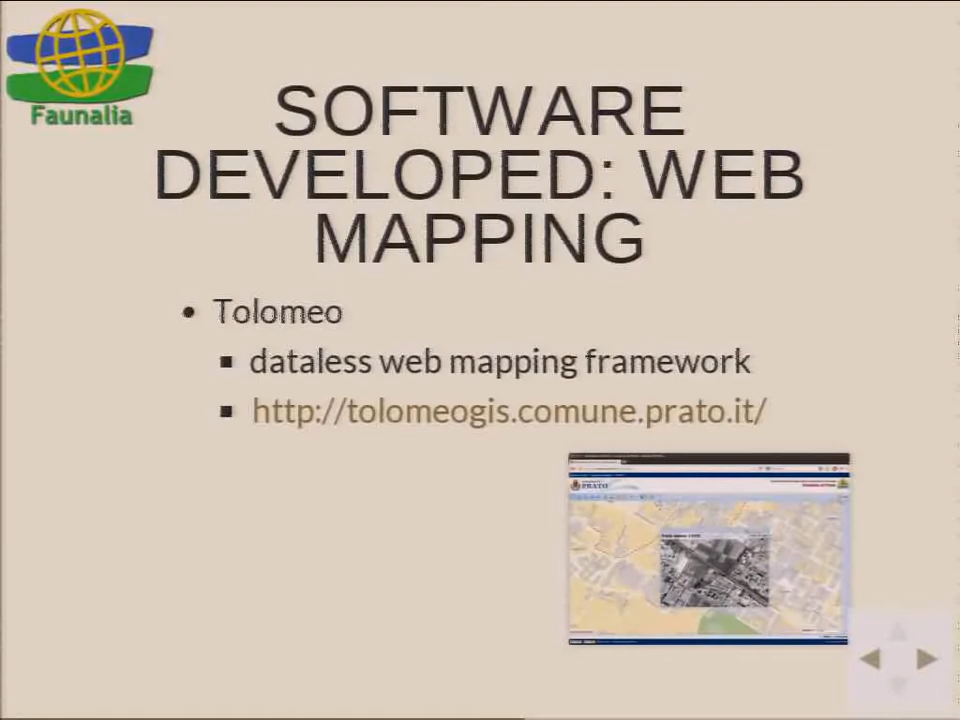 Faunalia
SOFTWARE
DEVELOPED: WEB
MAPPING
• Tolomeo
▪ dataless web mapping framework
▪ http://tolomeogis.comune.prato.it/
PRATO